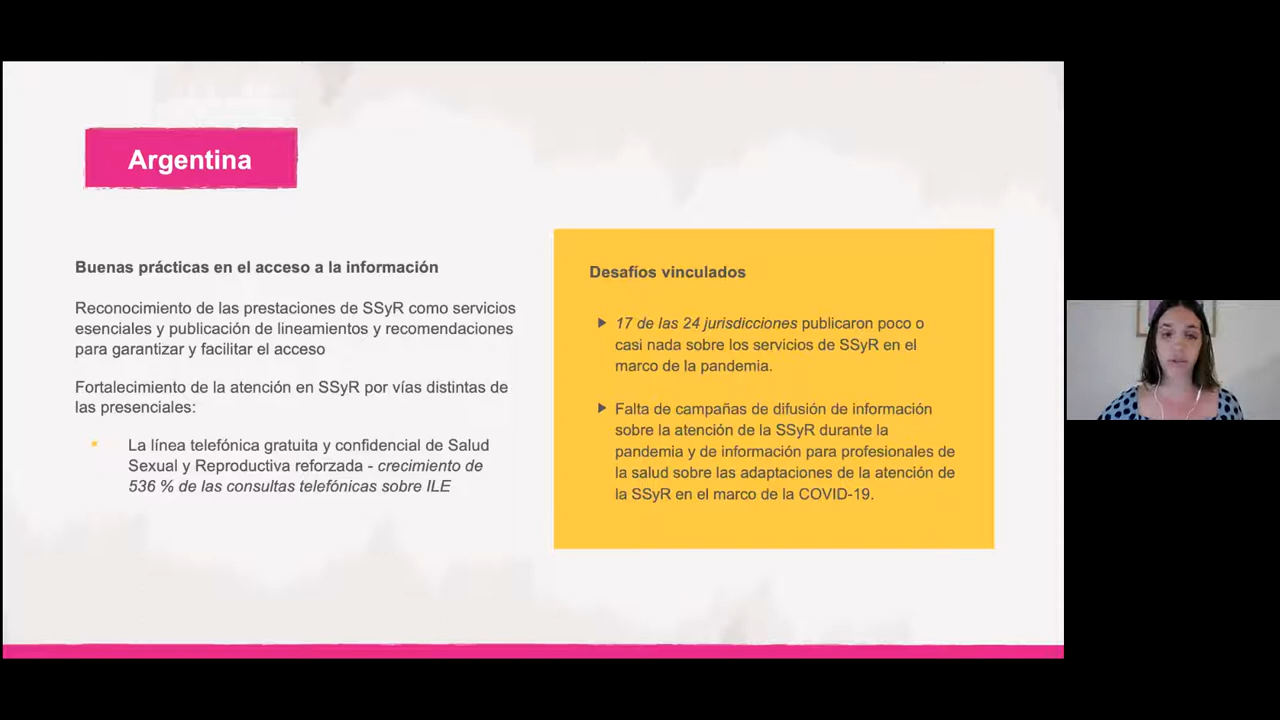 Argentina
Buenas prácticas en el acceso a la información
Reconocimiento de las prestaciones de SSyR como servicios
esenciales y publicación de lineamientos y recomendaciones
para garantizar y facilitar el acceso
Fortalecimiento de la atención en SSyR por vías distintas de
las presenciales:
La línea telefónica gratuita y confidencial de Salud
Sexual y Reproductiva reforzada - crecimiento de
536 % de las consultas telefónicas sobre ILE
Desafíos vinculados
17 de las 24 jurisdicciones publicaron poco o
casi nada sobre los servicios de SSyR en el
marco de la pandemia.
Falta de campañas de difusión de información
sobre la atención de la SSyR durante la
pandemia y de información para profesionales de
la salud sobre las adaptaciones de la atención de
la SSyR en el marco de la COVID-19.